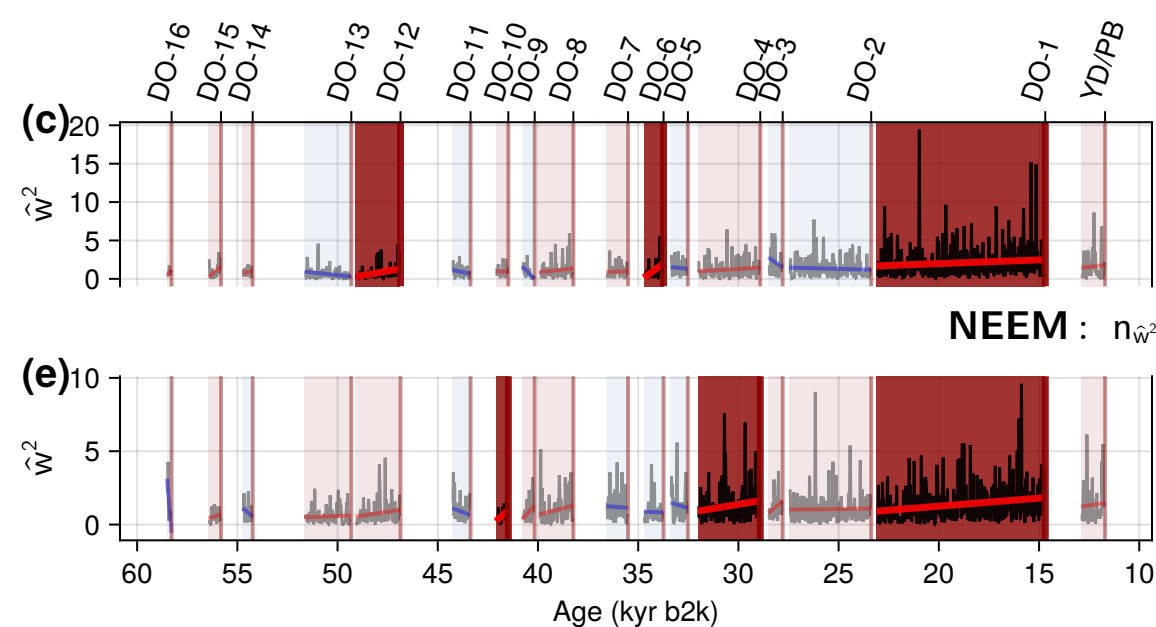 DO-16 DO-15 DO-14 DO-13 DO-12 DO-11 DO-10 DO-9 DO-8 DO-7 DO-6 DO-5 DO-4 DO-3 DO-2 DO-1 YD/PB
(c)
20
15
10
5
0
ŵ²
NEEM : n_ŵ²
(e)
10
5
0
ŵ²
60 55 50 45 40 35 30 25 20 15 10
Age (kyr b2k)